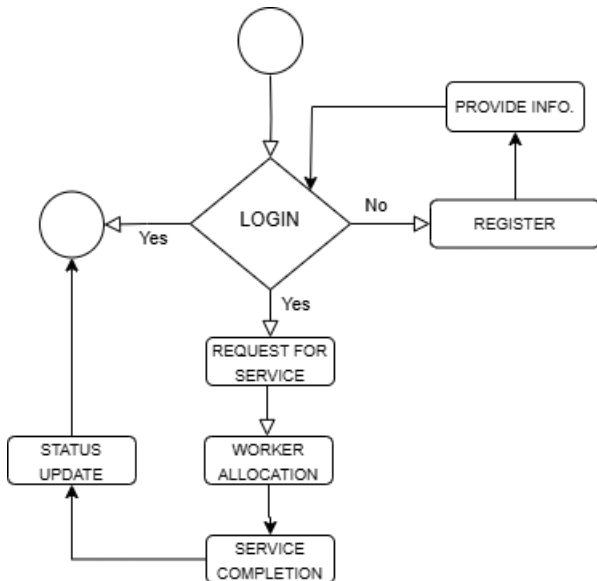 PROVIDE INFO.
LOGIN
No
REGISTER
Yes
Yes
REQUEST FOR
SERVICE
STATUS
UPDATE
WORKER
ALLOCATION
SERVICE
COMPLETION